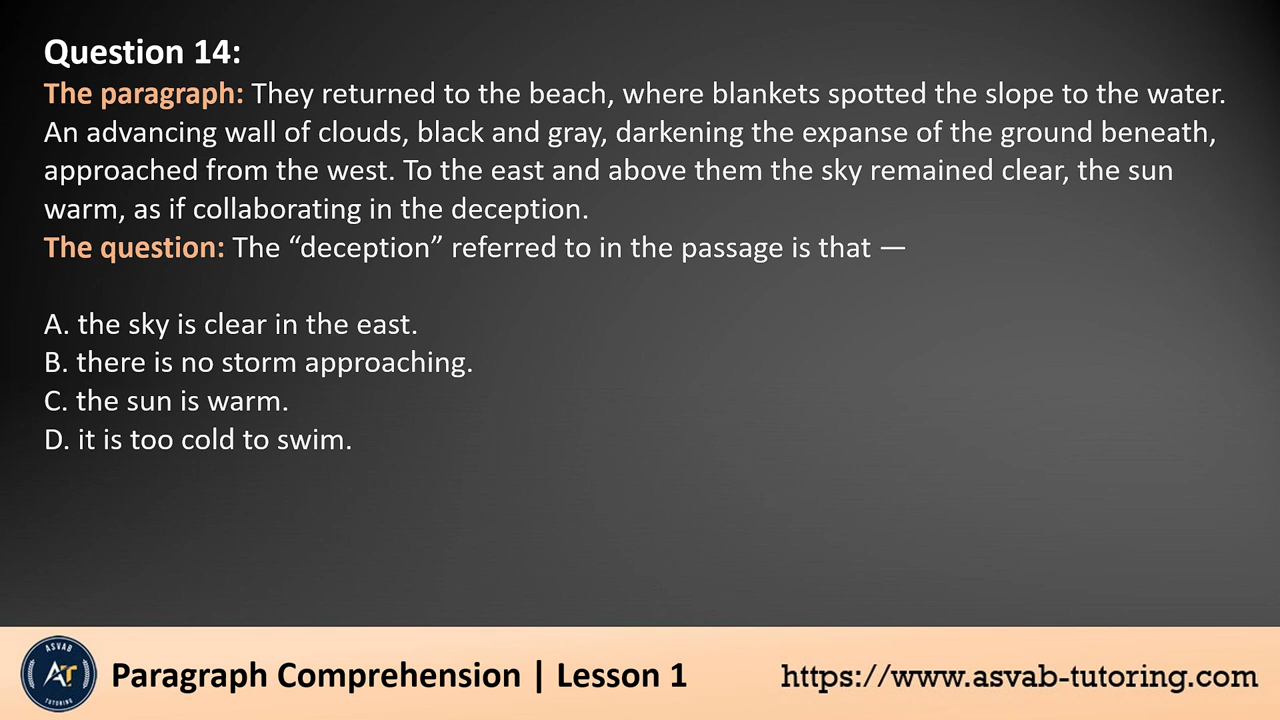 Question 14:
The paragraph: They returned to the beach, where blankets spotted the slope to the water.
An advancing wall of clouds, black and gray, darkening the expanse of the ground beneath,
approached from the west. To the east and above them the sky remained clear, the sun
warm, as if collaborating in the deception.
The question: The “deception” referred to in the passage is that —
A. the sky is clear in the east.
B. there is no storm approaching.
C. the sun is warm.
D. it is too cold to swim.
ASVAB
AT
TUTORING
Paragraph Comprehension | Lesson 1
https://www.asvab-tutoring.com